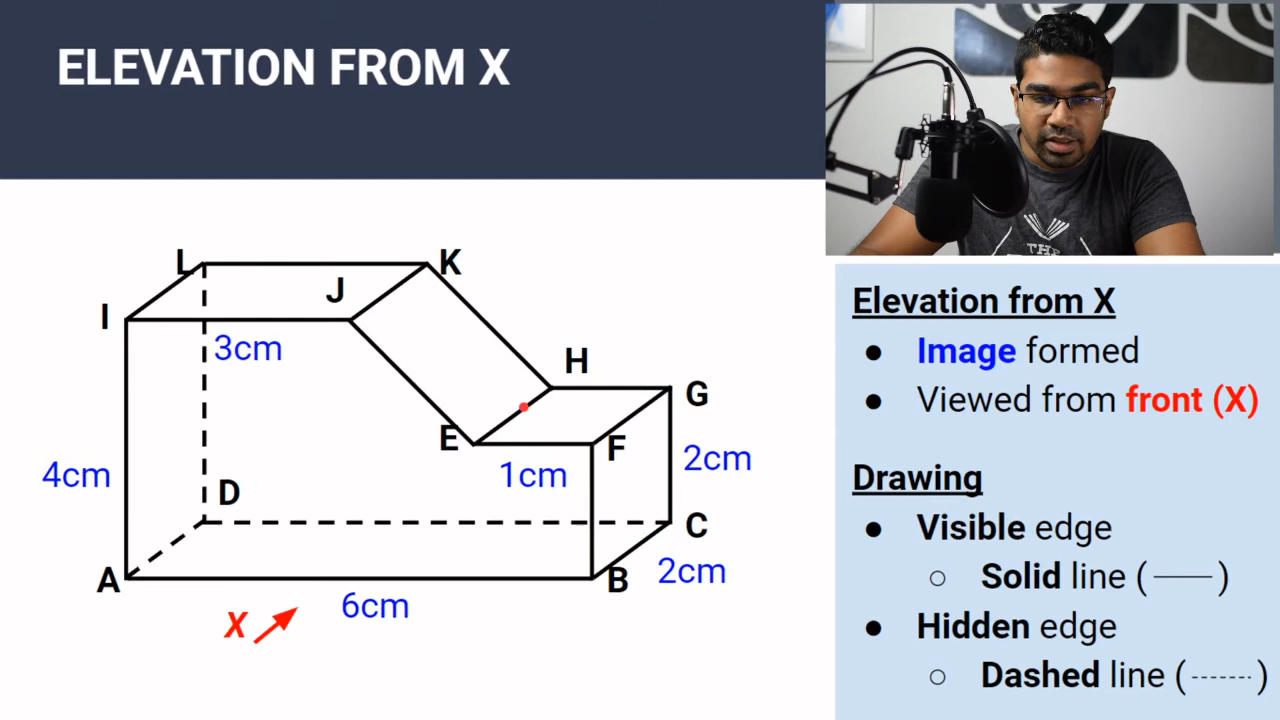 ELEVATION FROM X
THE
L
K
J
I
3cm
H
G
E
F
4cm
1cm
2cm
D
C
A
B
2cm
X
6cm
Elevation from X
● Image formed
● Viewed from front (X)
Drawing
● Visible edge
○ Solid line ( —— )
● Hidden edge
○ Dashed line ( ------- )